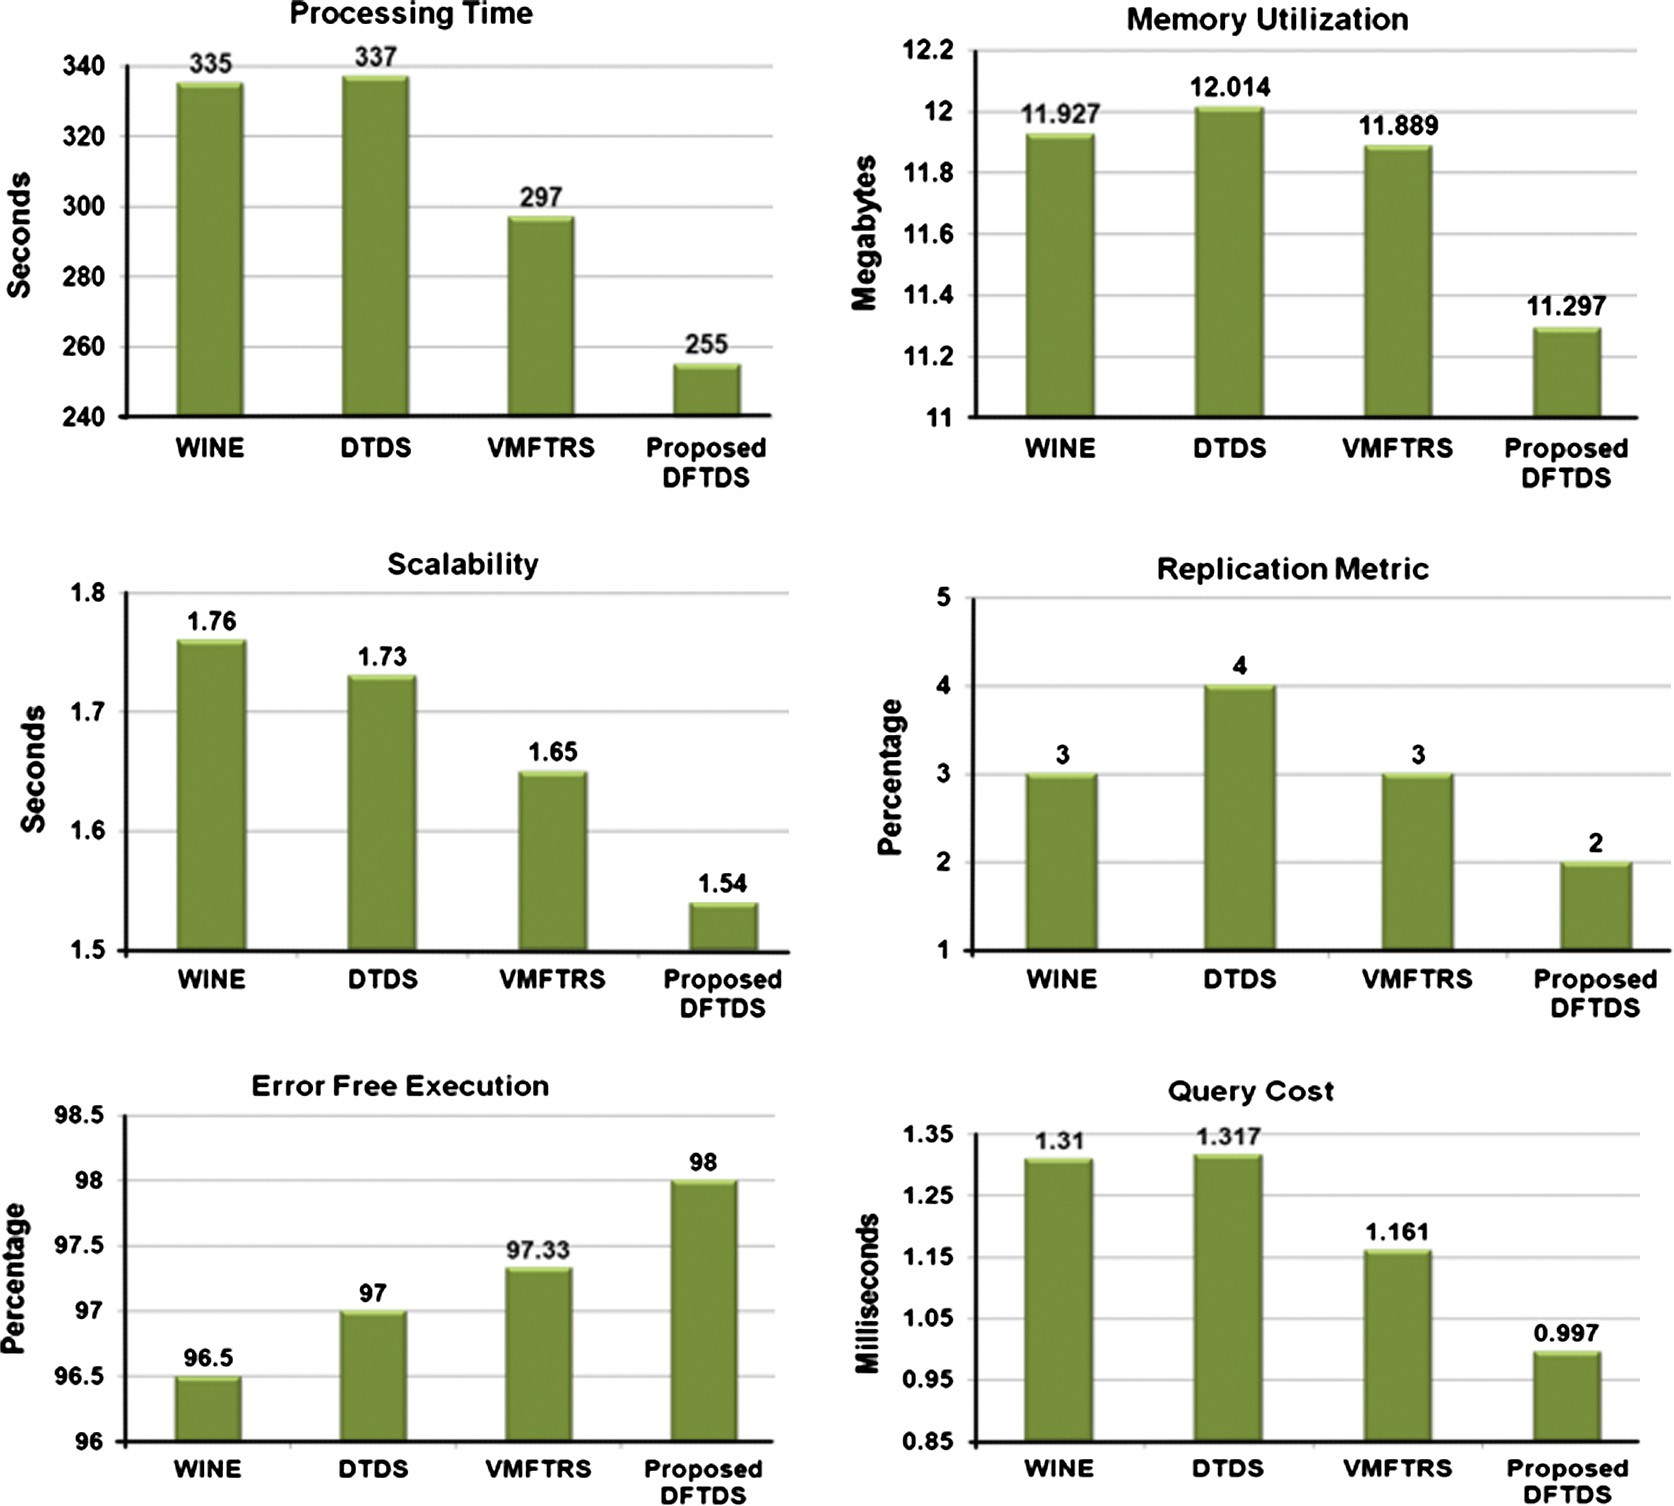 Processing Time
340
320
300
280
260
240
Seconds
335
337
297
255
WINE
DTDS
VMFTRS
Proposed
DFTDS
Memory Utilization
12.2
12
11.8
11.6
11.4
11.2
11
Megabytes
11.927
12.014
11.889
11.297
WINE
DTDS
VMFTRS
Proposed
DFTDS
Scalability
1.8
1.7
1.6
1.5
Seconds
1.76
1.73
1.65
1.54
WINE
DTDS
VMFTRS
Proposed
DFTDS
Replication Metric
5
4
3
2
1
Percentage
3
4
3
2
WINE
DTDS
VMFTRS
Proposed
DFTDS
Error Free Execution
98.5
98
97.5
97
96.5
96
Percentage
96.5
97
97.33
98
WINE
DTDS
VMFTRS
Proposed
DFTDS
Query Cost
1.35
1.25
1.15
1.05
0.95
0.85
Milliseconds
1.31
1.317
1.161
0.997
WINE
DTDS
VMFTRS
Proposed
DFTDS